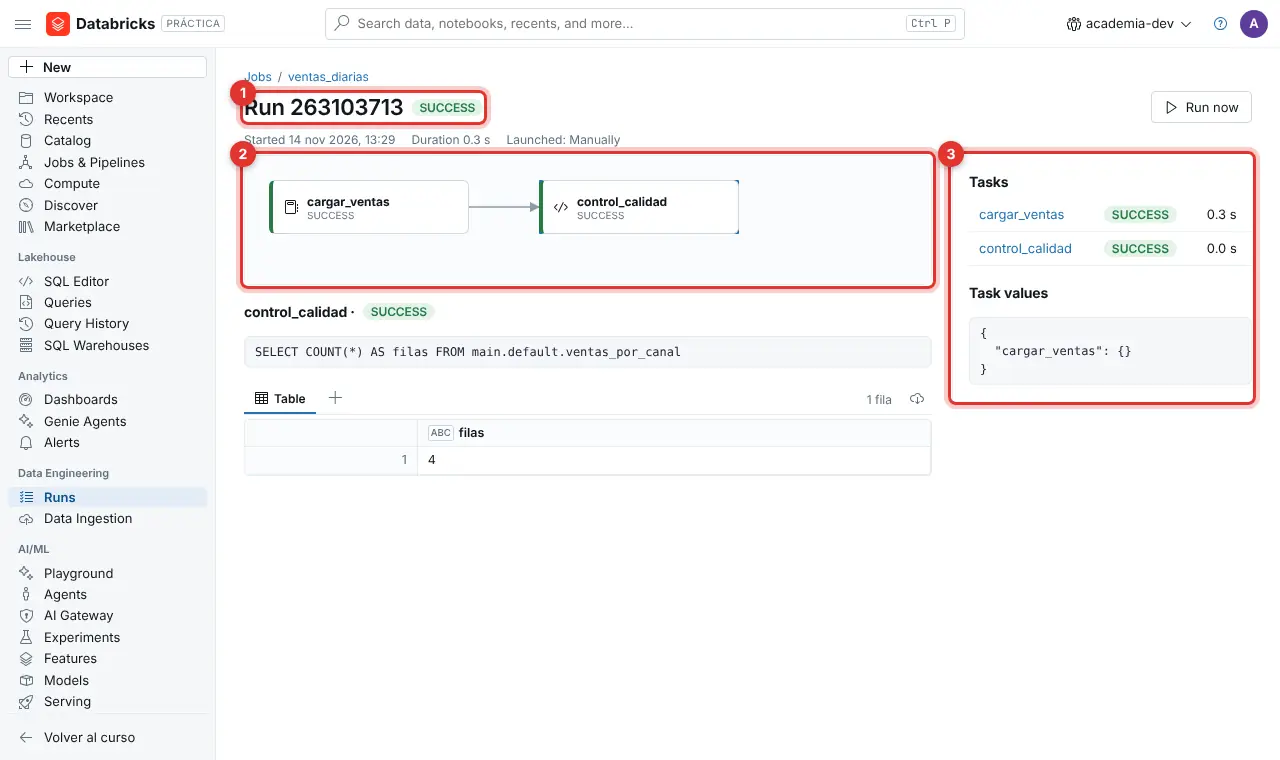 Databricks PRÁCTICA
Search data, notebooks, recents, and more... Ctrl P
academia-dev
? A
New
Workspace
Recents
Catalog
Jobs & Pipelines
Compute
Discover
Marketplace
Lakehouse
SQL Editor
Queries
Query History
SQL Warehouses
Analytics
Dashboards
Genie Agents
Alerts
Data Engineering
Runs
Data Ingestion
AI/ML
Playground
Agents
AI Gateway
Experiments
Features
Models
Serving
Volver al curso
Jobs / ventas_diarias
1
Run 263103713 SUCCESS
Run now
Started 14 nov 2026, 13:29 Duration 0.3 s Launched: Manually
2
cargar_ventas
SUCCESS
control_calidad
SUCCESS
control_calidad · SUCCESS
SELECT COUNT(*) AS filas FROM main.default.ventas_por_canal
Table
1 fila
ABC filas
1 4
3
Tasks
cargar_ventas SUCCESS 0.3 s
control_calidad SUCCESS 0.0 s
Task values
{
"cargar_ventas": {}
}